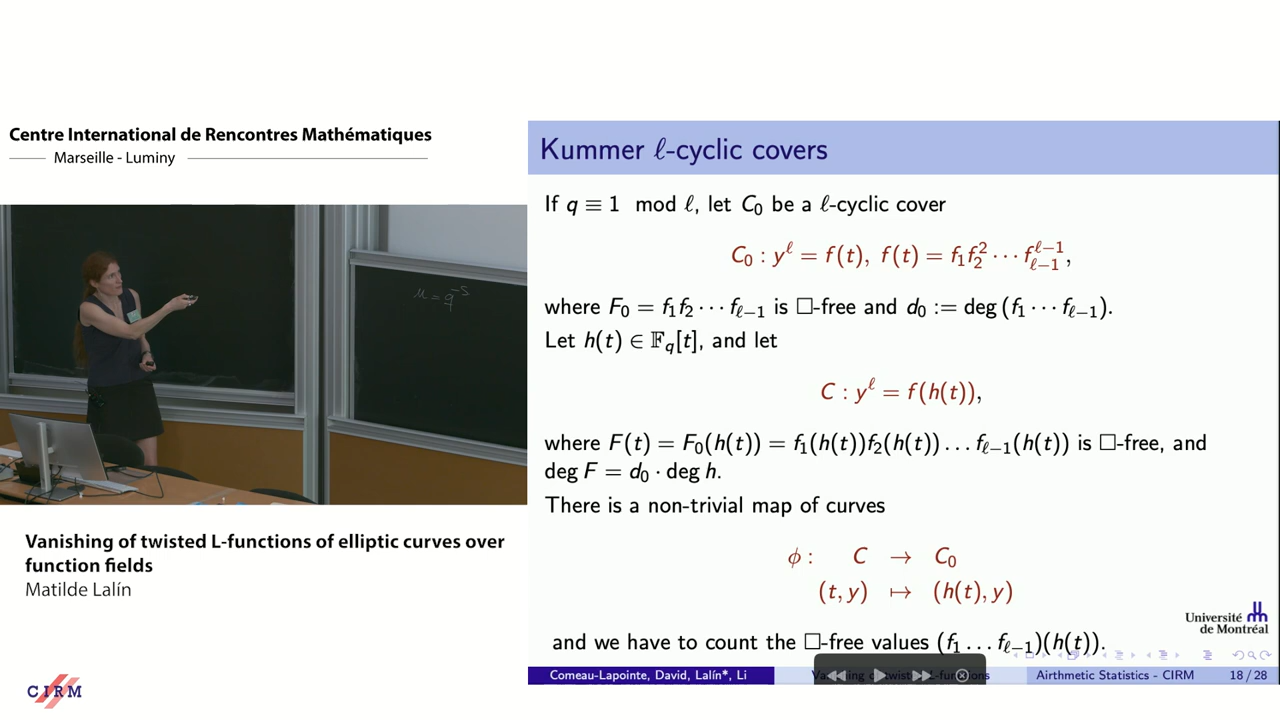 Centre International de Rencontres Mathématiques
Marseille - Luminy
u = q^{-s}
Vanishing of twisted L-functions of elliptic curves over
function fields
Matilde Lalín
CIRM
Kummer ℓ-cyclic covers
If q ≡ 1 mod ℓ, let C₀ be a ℓ-cyclic cover
C₀ : y^ℓ = f(t), f(t) = f₁f₂² ⋯ f_{ℓ−1}^{ℓ−1},
where F₀ = f₁f₂ ⋯ f_{ℓ−1} is □-free and d₀ := deg (f₁ ⋯ f_{ℓ−1}).
Let h(t) ∈ 𝔽_q[t], and let
C : y^ℓ = f(h(t)),
where F(t) = F₀(h(t)) = f₁(h(t))f₂(h(t)) … f_{ℓ−1}(h(t)) is □-free, and
deg F = d₀ · deg h.
There is a non-trivial map of curves
ϕ : C → C₀
(t, y) ↦ (h(t), y)
Université
de Montréal
and we have to count the □-free values (f₁ … f_{ℓ−1})(h(t)).
Comeau-Lapointe, David, Lalín*, Li
Vanishing of twisted L-functions
Airthmetic Statistics - CIRM
18 / 28